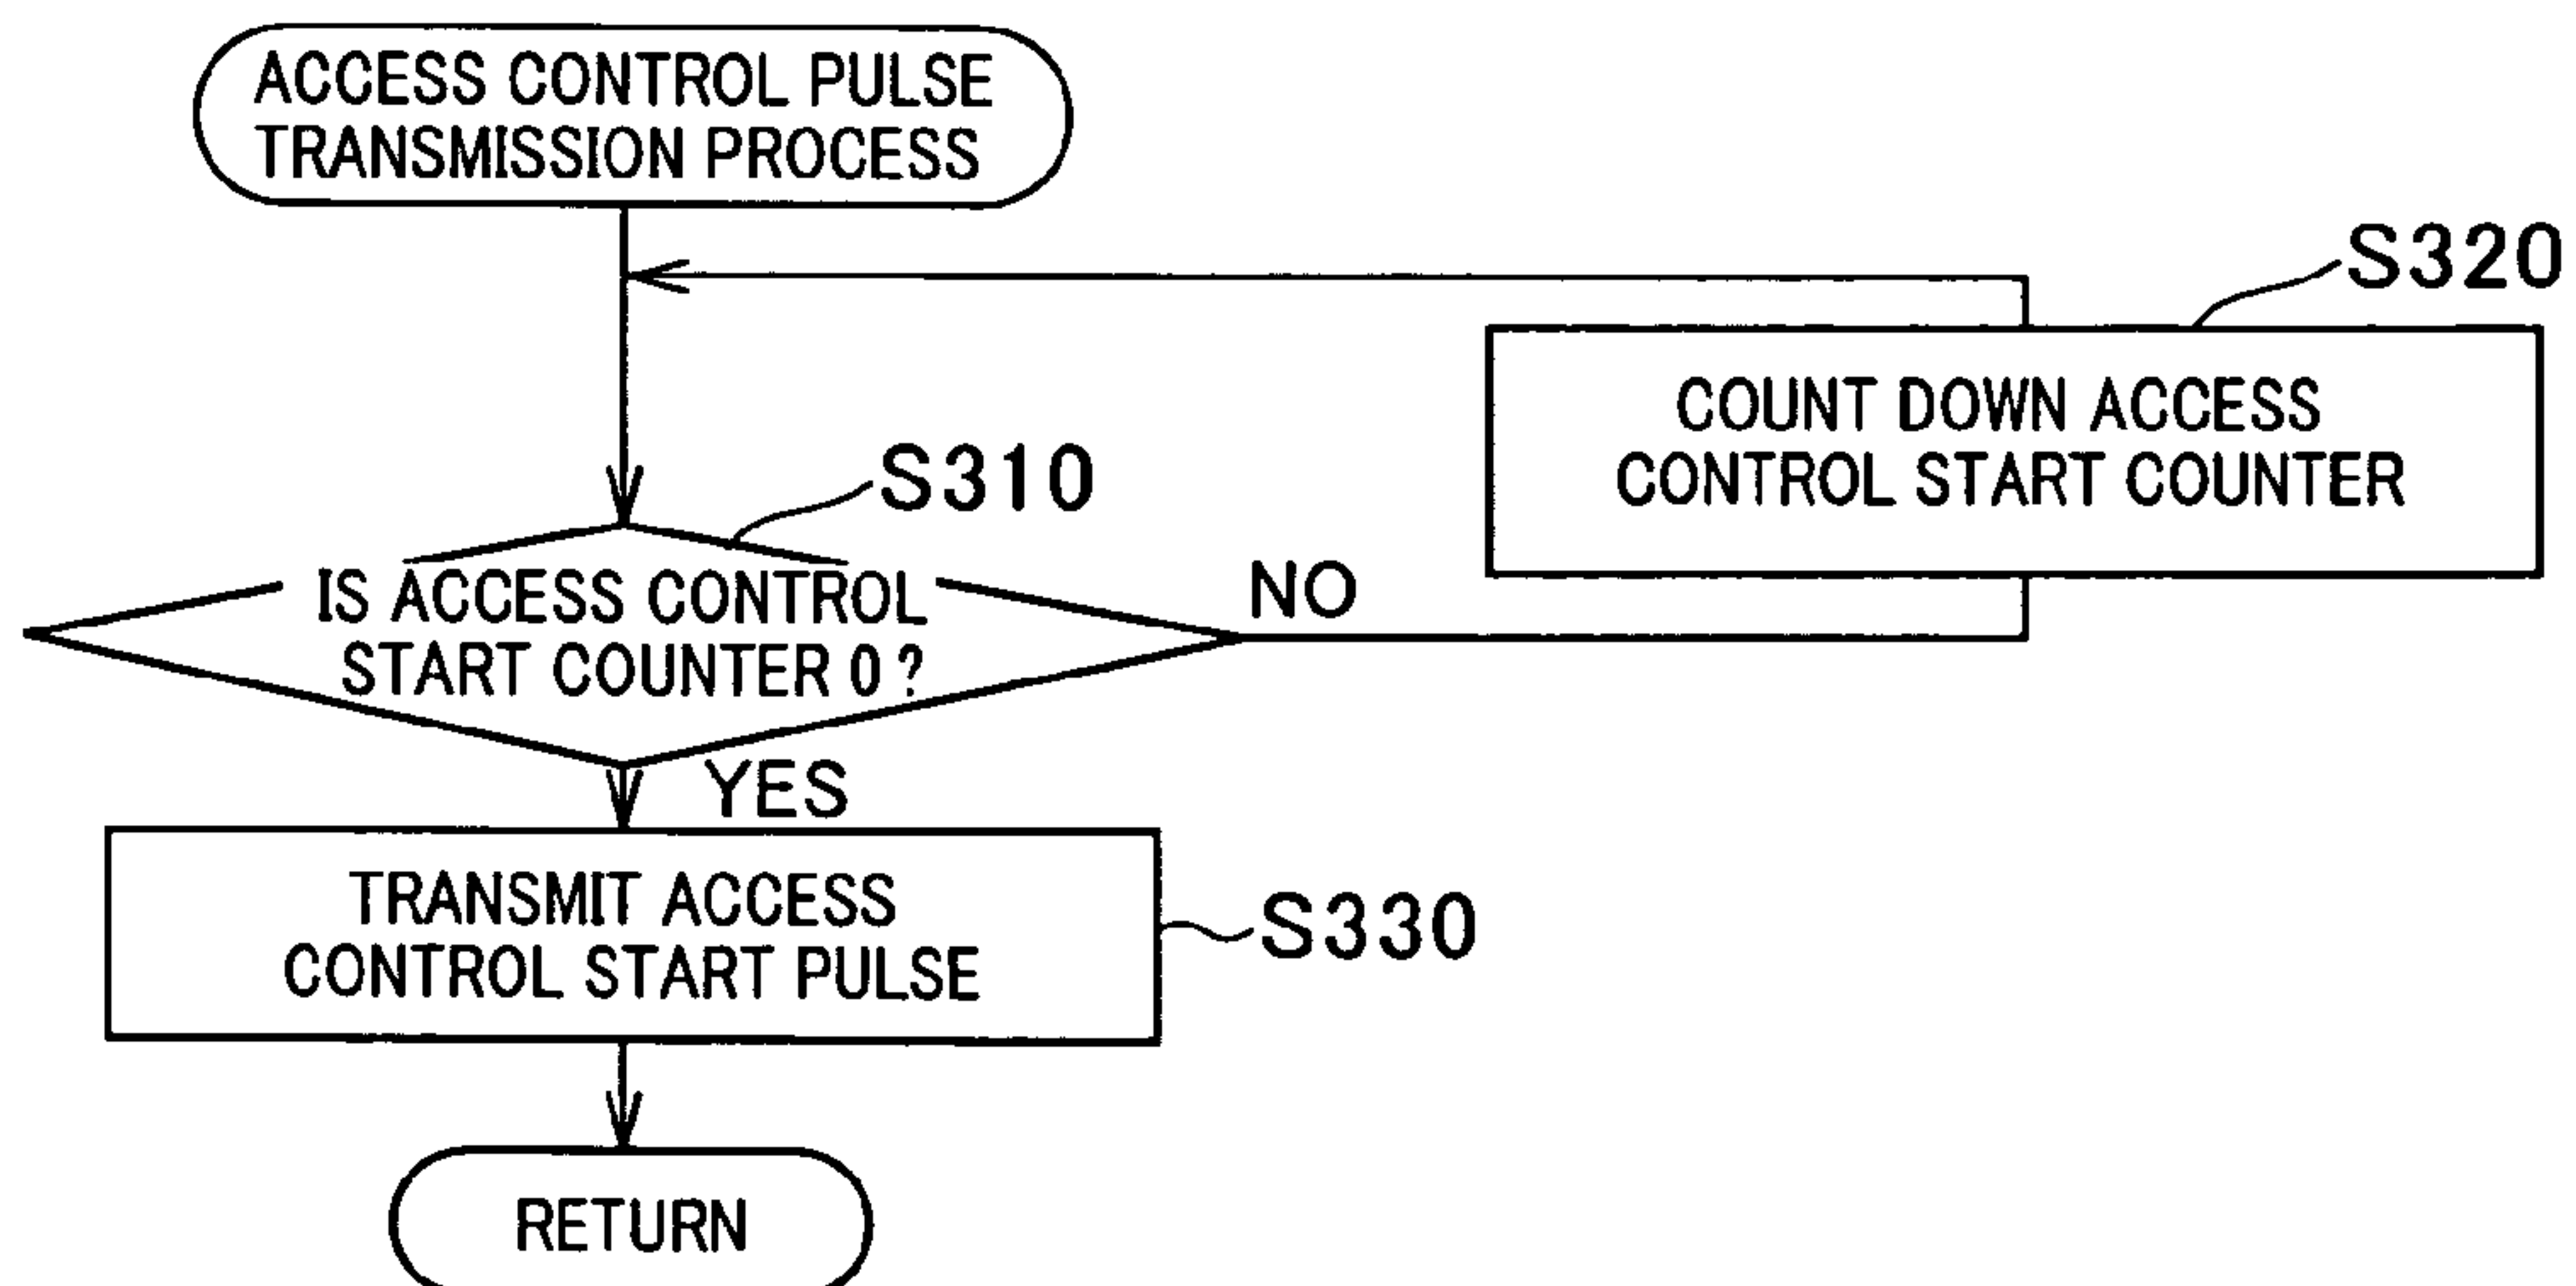 ACCESS CONTROL PULSE
TRANSMISSION PROCESS
S320
COUNT DOWN ACCESS
CONTROL START COUNTER
S310
IS ACCESS CONTROL
START COUNTER 0?
NO
YES
TRANSMIT ACCESS
CONTROL START PULSE
S330
RETURN